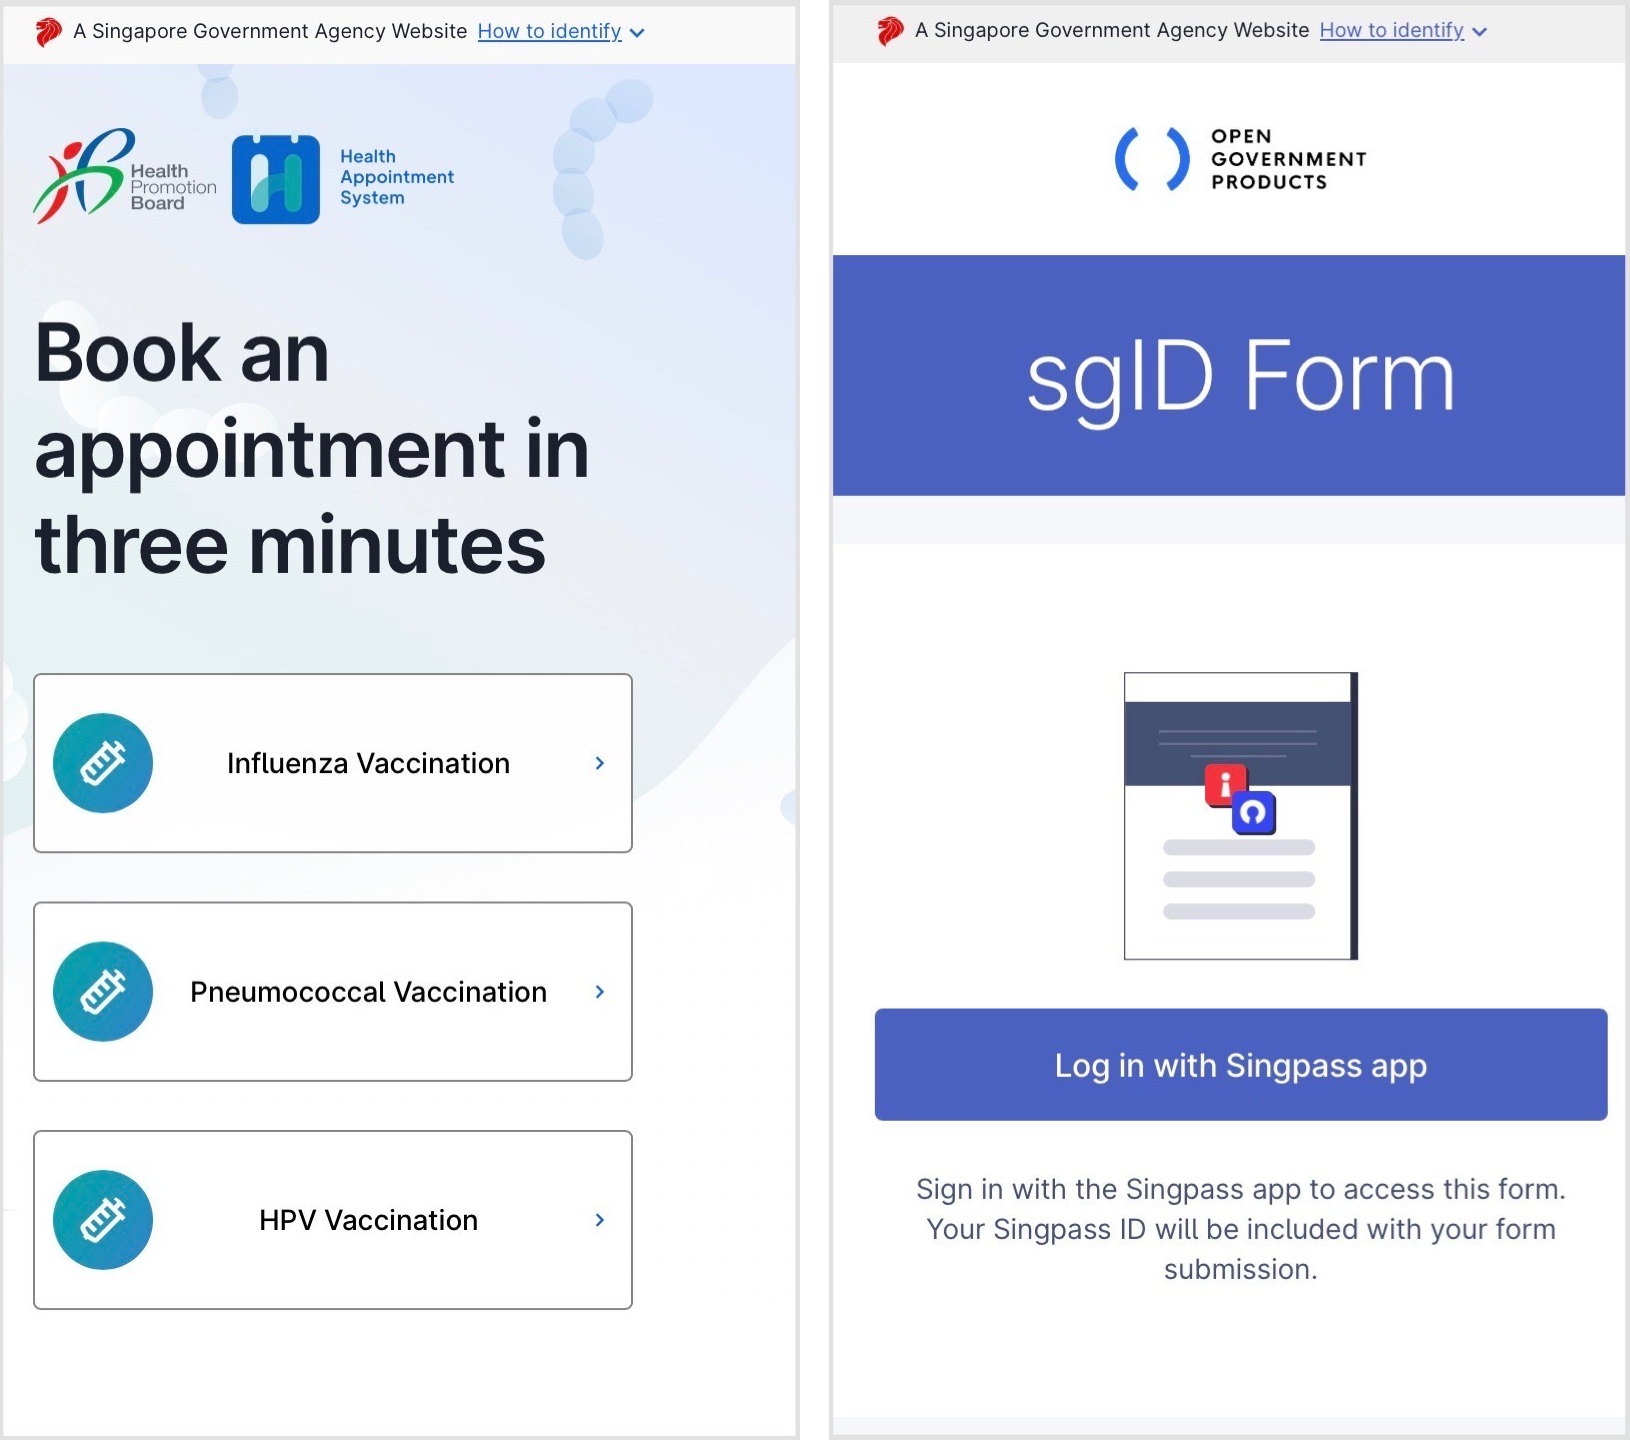 A Singapore Government Agency Website How to identify
Health
Promotion
Board
Health
Appointment
System
Book an
appointment in
three minutes
Influenza Vaccination
Pneumococcal Vaccination
HPV Vaccination
A Singapore Government Agency Website How to identify
OPEN
GOVERNMENT
PRODUCTS
sgID Form
Log in with Singpass app
Sign in with the Singpass app to access this form.
Your Singpass ID will be included with your form
submission.